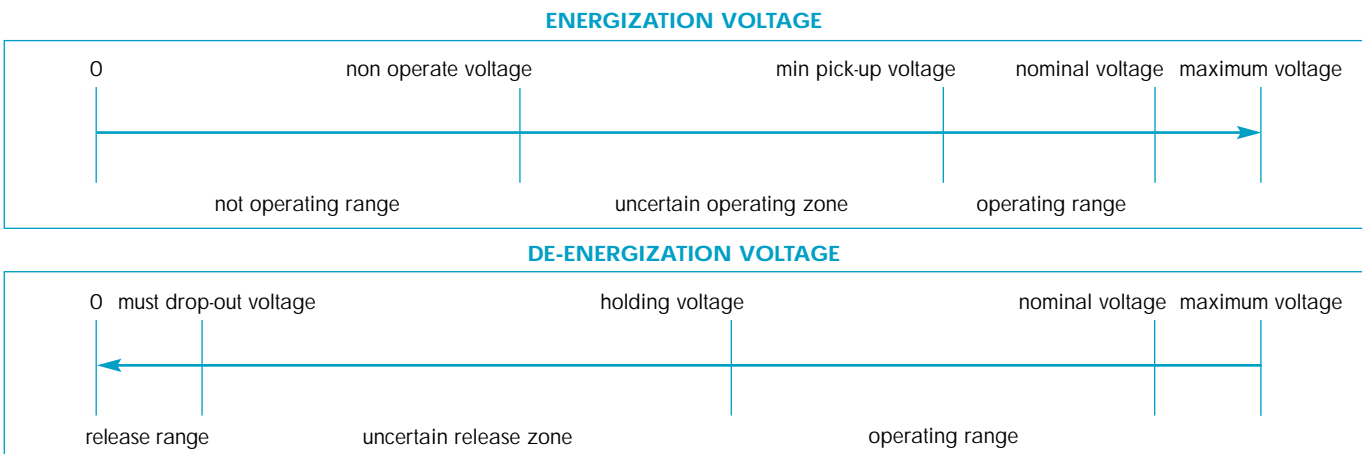 ENERGIZATION VOLTAGE
0 non operate voltage min pick-up voltage nominal voltage maximum voltage
not operating range uncertain operating zone operating range
DE-ENERGIZATION VOLTAGE
0 must drop-out voltage holding voltage nominal voltage maximum voltage
release range uncertain release zone operating range